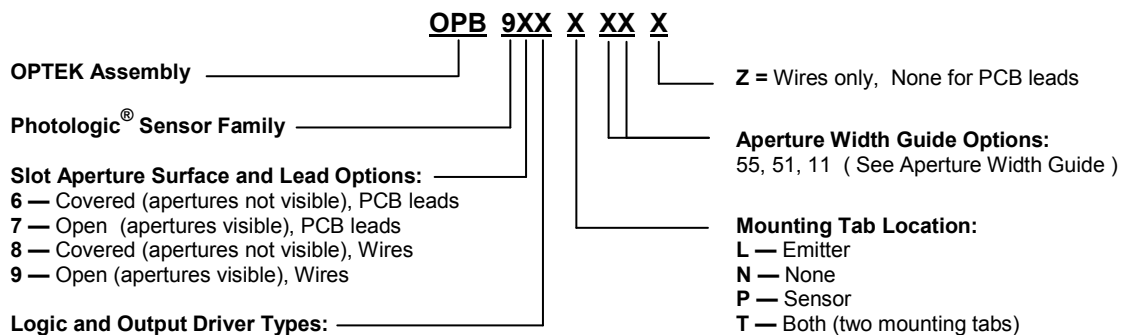 OPB 9XX X XX X
OPTEK Assembly
Photologic® Sensor Family
Slot Aperture Surface and Lead Options:
6 — Covered (apertures not visible), PCB leads
7 — Open (apertures visible), PCB leads
8 — Covered (apertures not visible), Wires
9 — Open (apertures visible), Wires
Logic and Output Driver Types:
Z = Wires only, None for PCB leads
Aperture Width Guide Options:
55, 51, 11 ( See Aperture Width Guide )
Mounting Tab Location:
L — Emitter
N — None
P — Sensor
T — Both (two mounting tabs)